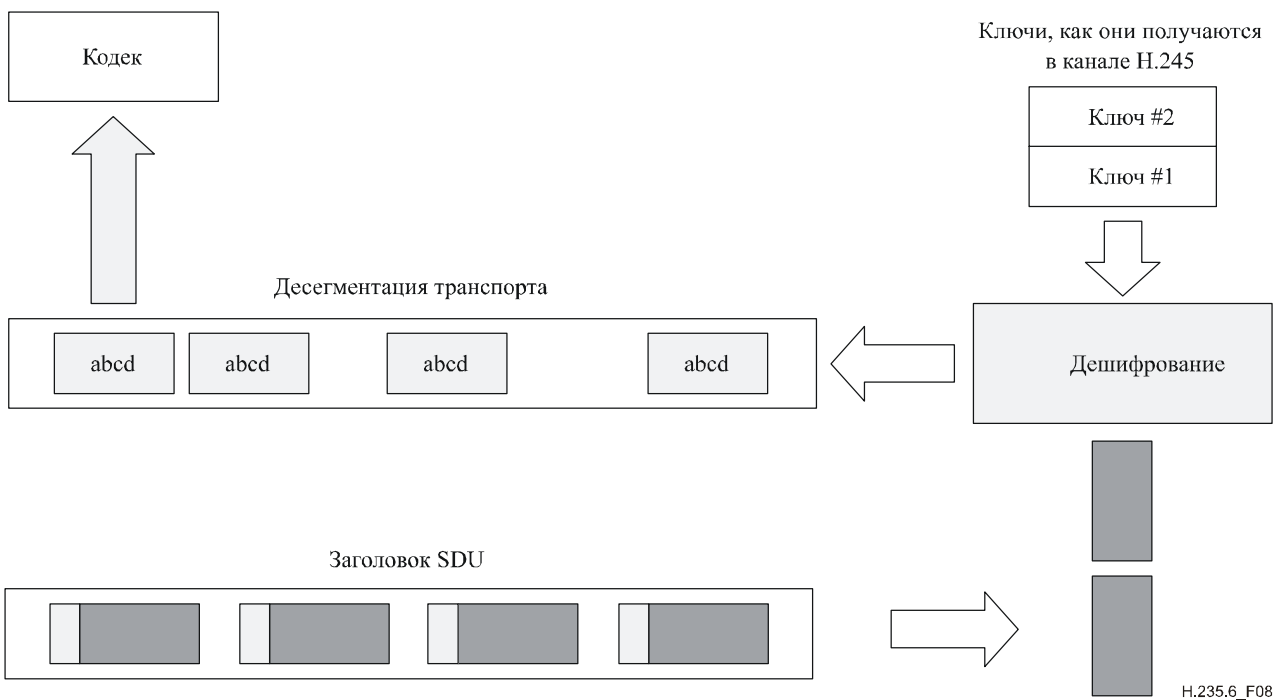 Кодек
Ключи, как они получаются
в канале H.245
Ключ #2
Ключ #1
Десегментация транспорта
abcd
abcd
abcd
abcd
Дешифрование
Заголовок SDU
H.235.6_F08